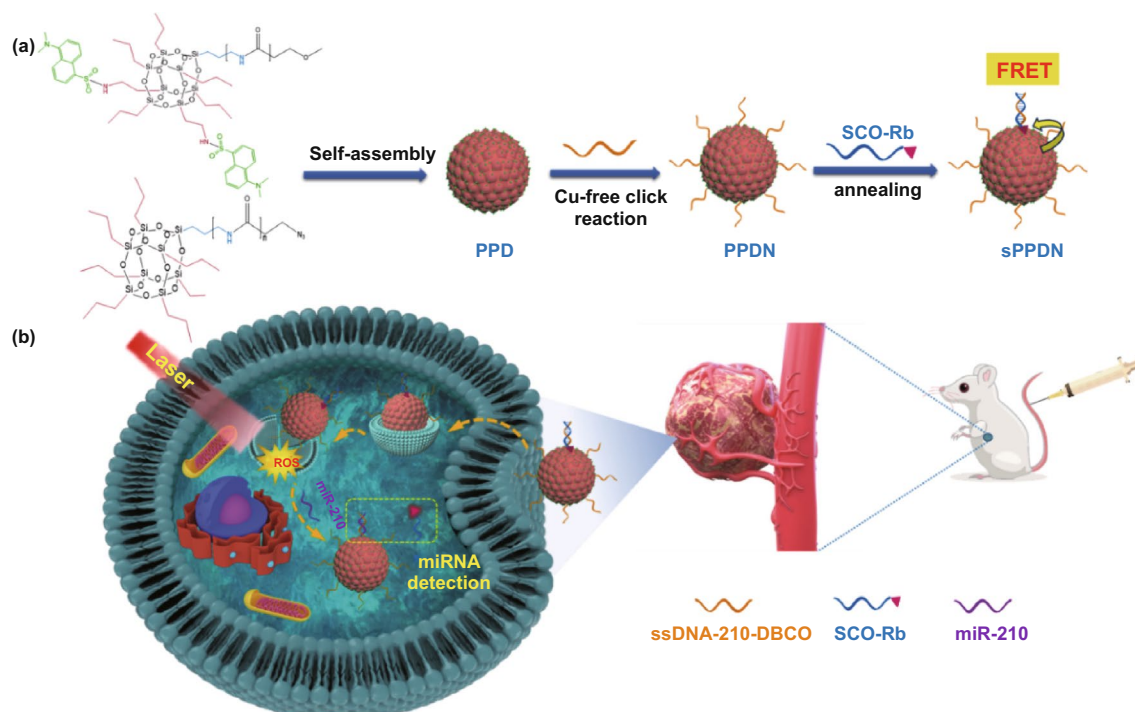 (a)
FRET
SCO-Rb
Self-assembly
Cu-free click
reaction
annealing
PPD
PPDN
sPPDN
(b)
Laser
ROS
miR-210
miRNA
detection
ssDNA-210-DBCO
SCO-Rb
miR-210